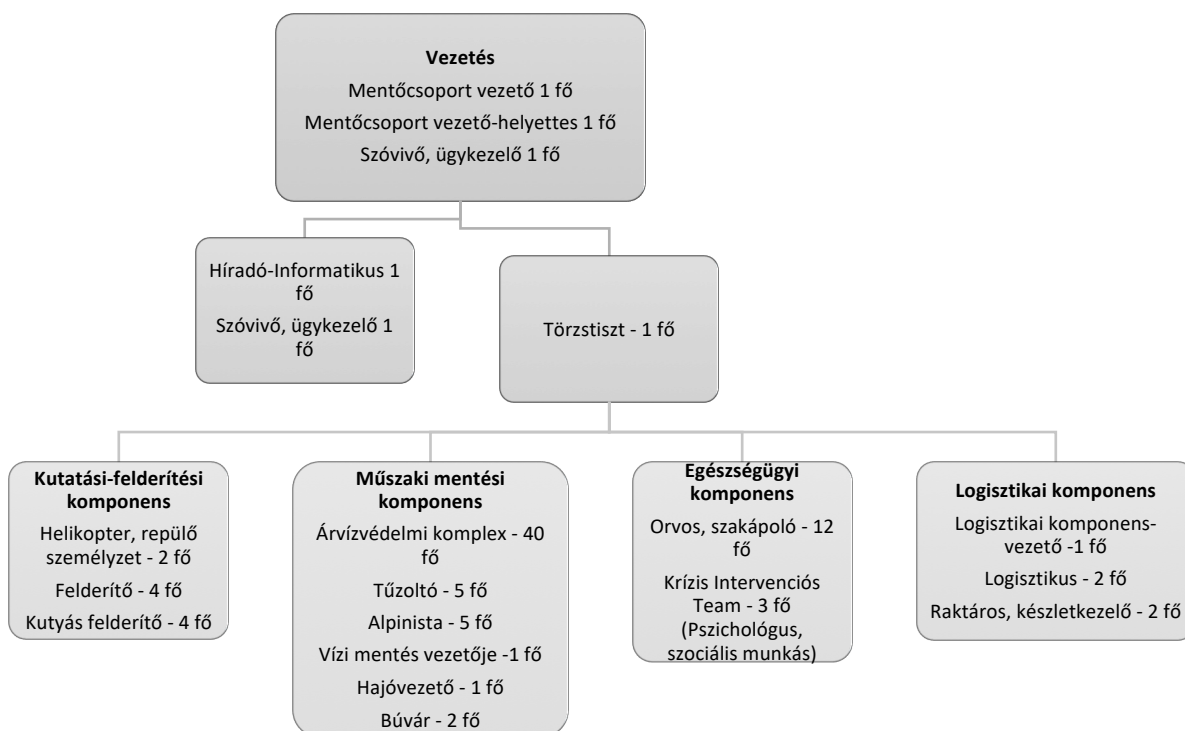 Vezetés
Mentőcsoport vezető 1 fő
Mentőcsoport vezető-helyettes 1 fő
Szóvivő, ügykezelő 1 fő
Híradó-Informatikus 1
fő
Szóvivő, ügykezelő 1
fő
Törzstiszt - 1 fő
Kutatási-felderítési
komponens
Helikopter, repülő
személyzet - 2 fő
Felderítő - 4 fő
Kutyás felderítő - 4 fő
Műszaki mentési
komponens
Árvízvédelmi komplex - 40
fő
Tűzoltó - 5 fő
Alpinista - 5 fő
Vízi mentés vezetője -1 fő
Hajóvezető - 1 fő
Búvár - 2 fő
Egészségügyi
komponens
Orvos, szakápoló - 12
fő
Krízis Intervenciós
Team - 3 fő
(Pszichológus,
szociális munkás)
Logisztikai komponens
Logisztikai komponens-
vezető -1 fő
Logisztikus - 2 fő
Raktáros, készletkezelő - 2 fő